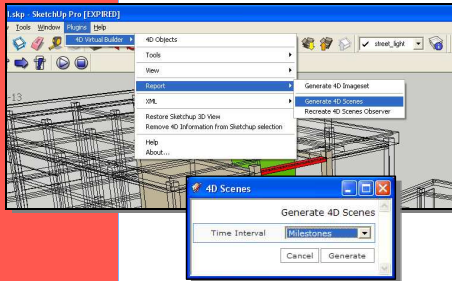 l.skp - SketchUp Pro [EXPIRED]
Tools Window Plugins Help
4D Virtual Builder
4D Objects
Tools
View
Report
XML
Restore Sketchup 3D View
Remove 4D Information from Sketchup selection
Help
About...
Generate 4D Imageset
Generate 4D Scenes
Recreate 4D Scenes Observer
street_light
-13
4D Scenes
Generate 4D Scenes
Time Interval
Milestones
Cancel Generate